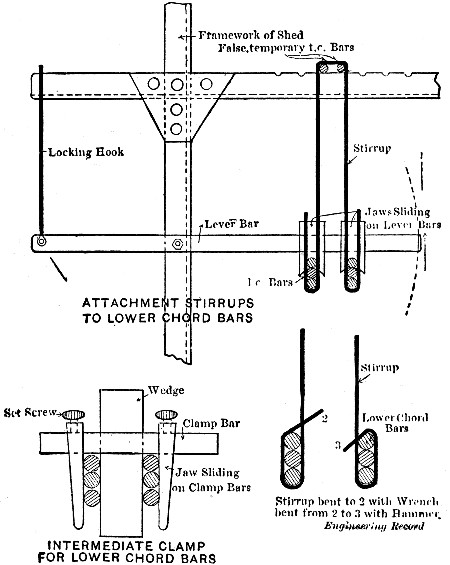 Framework of Shed
False, temporary t.c. Bars
Locking Hook
Stirrup
Lever Bar
Jaws Sliding
on Lever Bars
l.c. Bars
ATTACHMENT STIRRUPS
TO LOWER CHORD BARS
Wedge
Set Screw
Clamp Bar
Jaw Sliding
on Clamp Bars
INTERMEDIATE CLAMP
FOR LOWER CHORD BARS
Stirrup
2
Lower Chord
Bars
3
Stirrup bent to 2 with Wrench
bent from 2 to 3 with Hammer.
Engineering Record